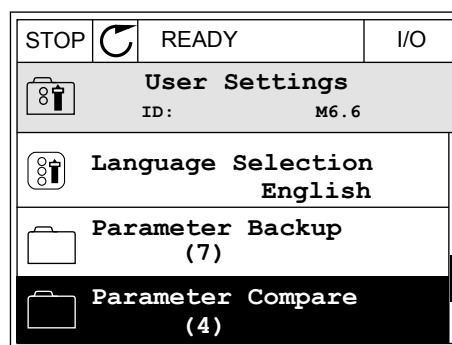 STOP READY I/O
User Settings
ID: M6.6
Language Selection
English
Parameter Backup
(7)
Parameter Compare
(4)